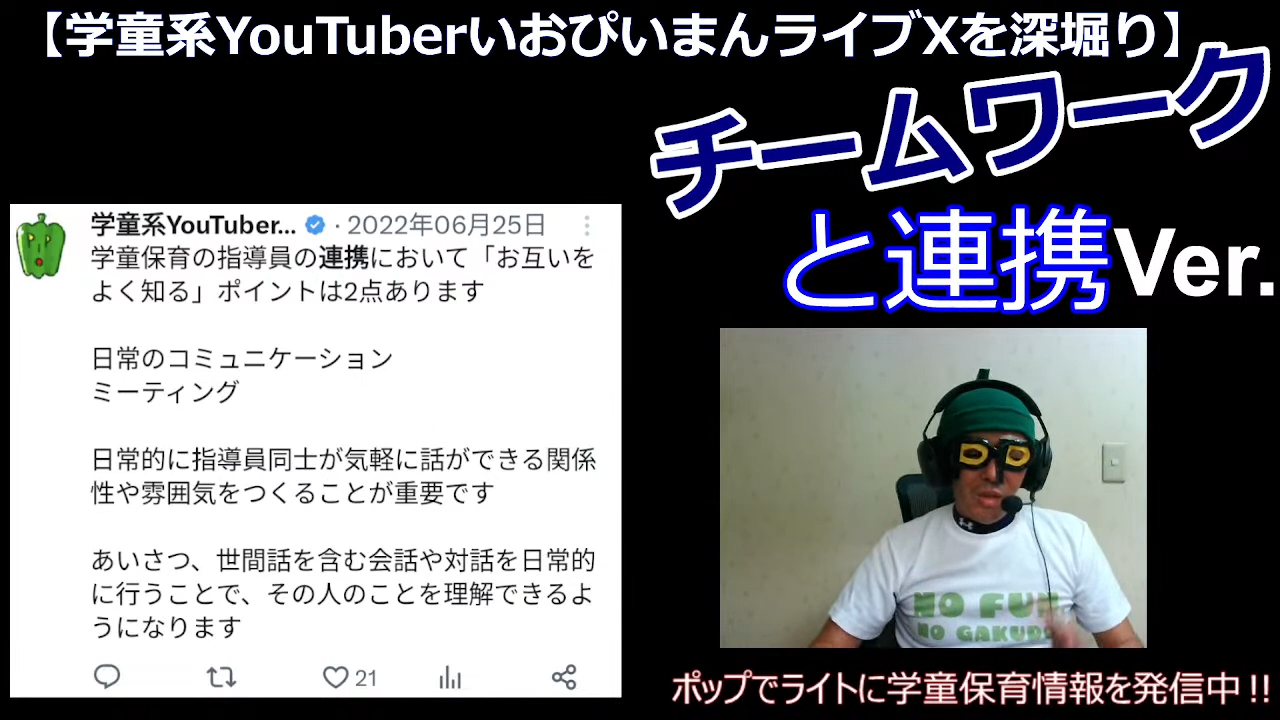 【学童系YouTuberいおぴいまんライブXを深堀り】
チームワーク
と連携Ver.
学童系YouTuber... · 2022年06月25日
学童保育の指導員の連携において「お互いを
よく知る」ポイントは2点あります
日常のコミュニケーション
ミーティング
日常的に指導員同士が気軽に話ができる関係
性や雰囲気をつくることが重要です
あいさつ、世間話を含む会話や対話を日常的
に行うことで、その人のことを理解できるよ
うになります
21
NO FUN
NO GAKUDO
ポップでライトに学童保育情報を発信中!!